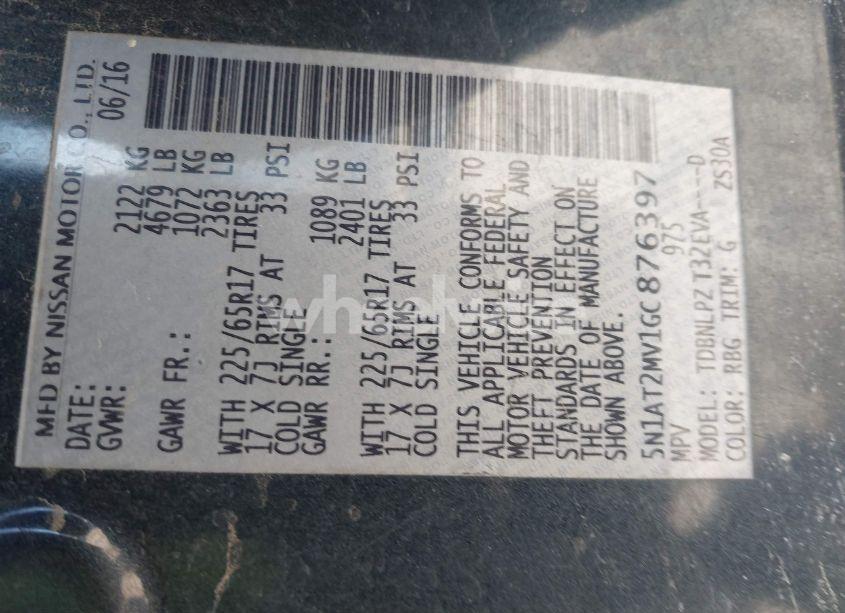 MFD BY NISSAN MOTOR CO., LTD.
DATE: 06/16
GVWR: 2122 KG
4679 LB
GAWR FR.: 1072 KG
2363 LB
WITH 225/65R17 TIRES
17 X 7J RIMS AT 33 PSI
COLD SINGLE
GAWR RR.: 1089 KG
2401 LB
WITH 225/65R17 TIRES
17 X 7J RIMS AT 33 PSI
COLD SINGLE
THIS VEHICLE CONFORMS TO
ALL APPLICABLE FEDERAL
MOTOR VEHICLE SAFETY AND
THEFT PREVENTION
STANDARDS IN EFFECT ON
THE DATE OF MANUFACTURE
SHOWN ABOVE.
5N1AT2MV1GC876397
MPV 975
MODEL: TDBNLPZ T32EVA----D
COLOR: RBG TRIM: G ZS30A